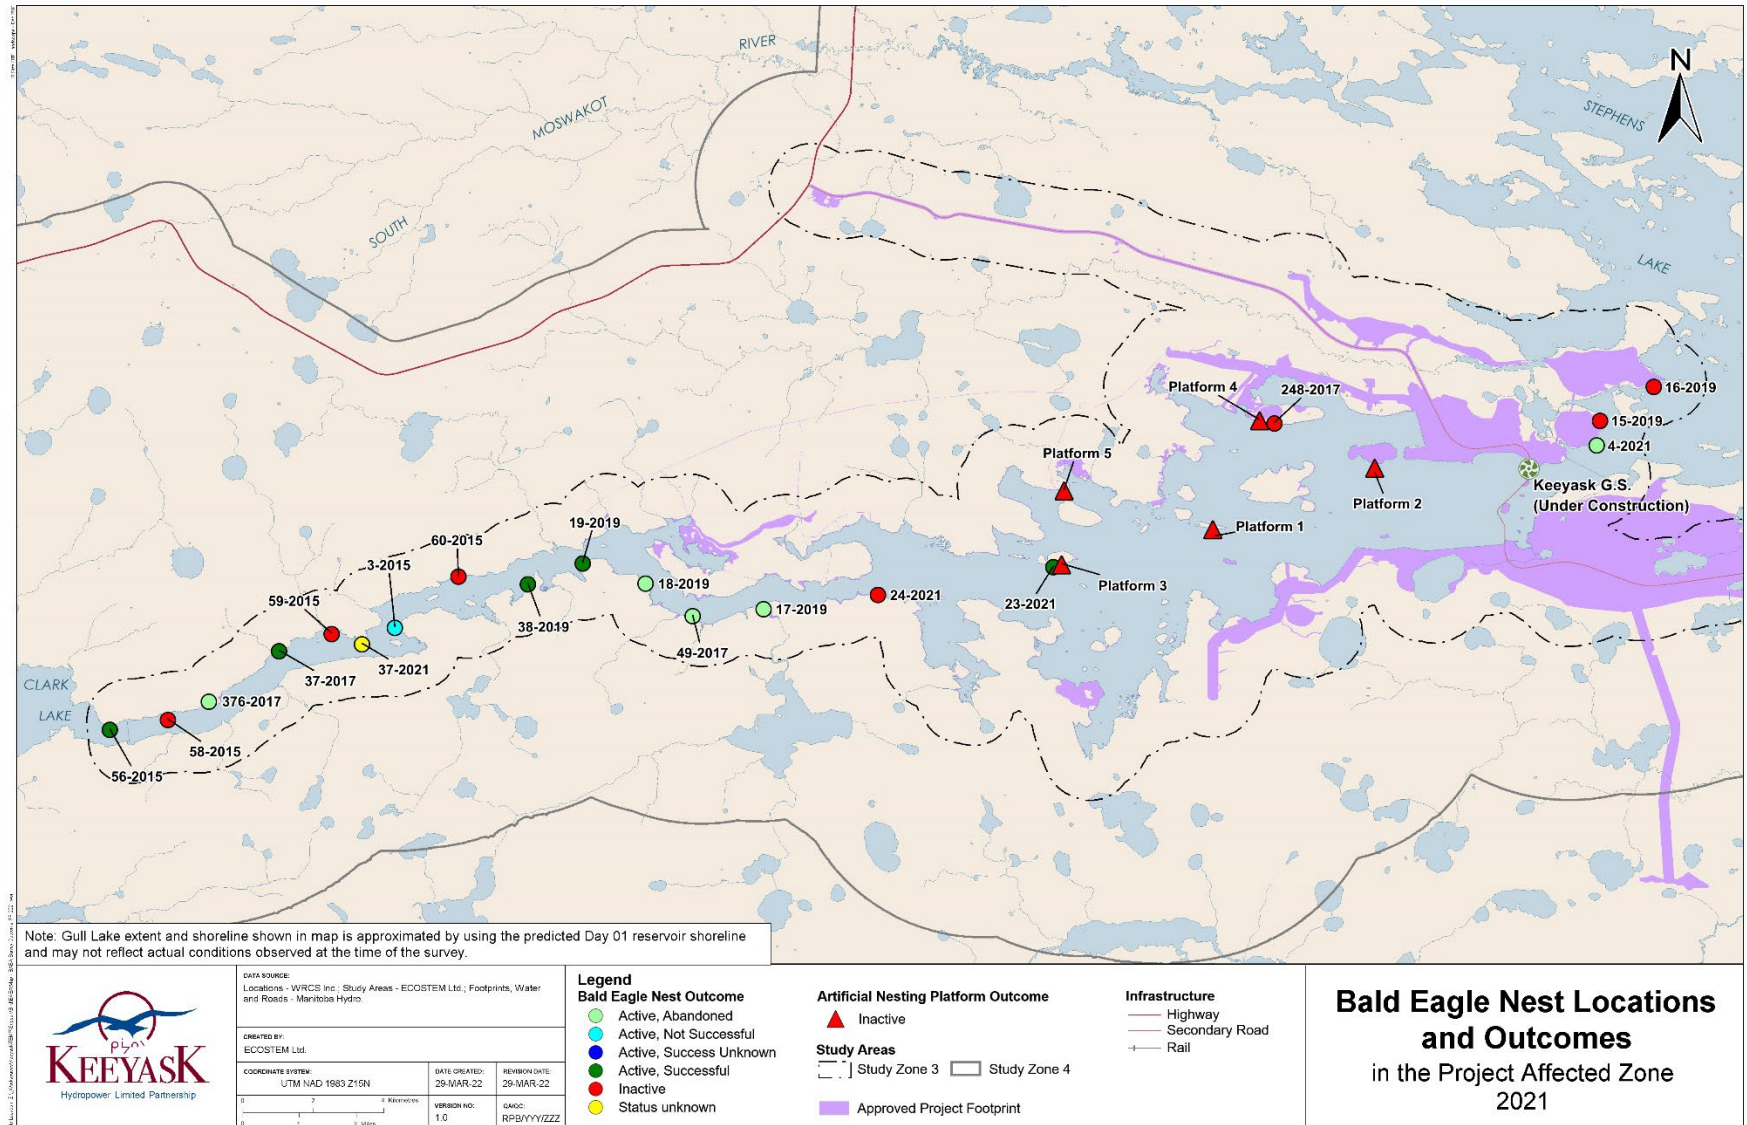 RIVER
MOSWAKOT
SOUTH
STEPHENS
LAKE
N
Platform 4
248-2017
16-2019
15-2019
4-2021
Platform 5
Keeyask G.S.
(Under Construction)
Platform 2
Platform 1
19-2019
60-2015
3-2015
18-2019
Platform 3
59-2015
17-2019
24-2021
23-2021
38-2019
49-2017
37-2021
37-2017
CLARK
LAKE
376-2017
58-2015
56-2015
Note: Gull Lake extent and shoreline shown in map is approximated by using the predicted Day 01 reservoir shoreline
and may not reflect actual conditions observed at the time of the survey.
KEEYASK
Hydropower Limited Partnership
DATA SOURCE:
Locations - WRCS Inc.; Study Areas - ECOSTEM Ltd.; Footprints, Water
and Roads - Manitoba Hydro.
CREATED BY:
ECOSTEM Ltd.
COORDINATE SYSTEM:
UTM NAD 1983 Z15N
DATE CREATED:
29-MAR-22
REVISION DATE:
29-MAR-22
0 2 4 Kilometres
0 1 2 Miles
VERSION NO:
1.0
QA/QC:
RPB/YYY/ZZZ
Legend
Bald Eagle Nest Outcome
Active, Abandoned
Active, Not Successful
Active, Success Unknown
Active, Successful
Inactive
Status unknown
Artificial Nesting Platform Outcome
Inactive
Study Areas
Study Zone 3
Study Zone 4
Approved Project Footprint
Infrastructure
Highway
Secondary Road
Rail
Bald Eagle Nest Locations
and Outcomes
in the Project Affected Zone
2021